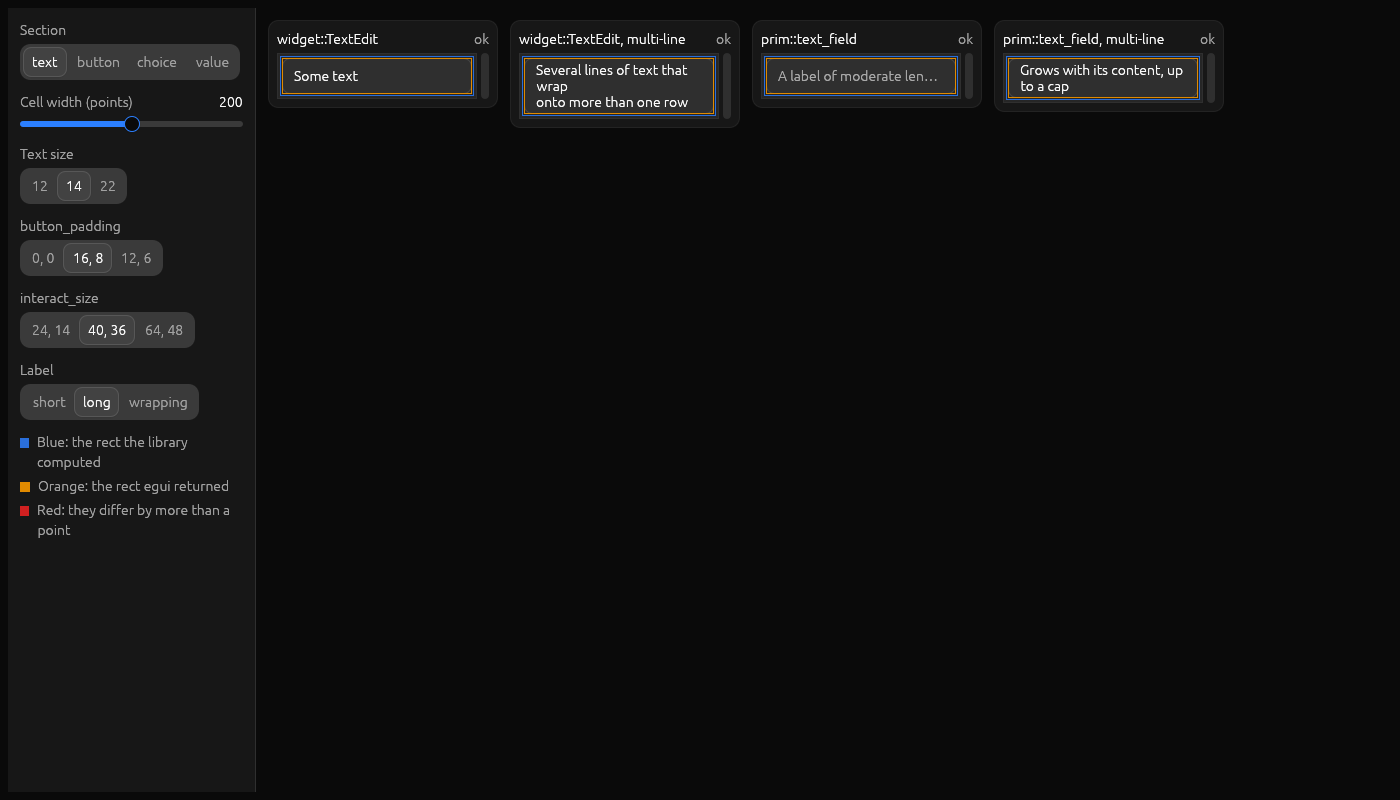 Section
text button choice value
Cell width (points) 200
Text size
12 14 22
button_padding
0, 0 16, 8 12, 6
interact_size
24, 14 40, 36 64, 48
Label
short long wrapping
Blue: the rect the library
computed
Orange: the rect egui returned
Red: they differ by more than a
point
widget::TextEdit ok
Some text
widget::TextEdit, multi-line ok
Several lines of text that
wrap
onto more than one row
prim::text_field ok
A label of moderate len…
prim::text_field, multi-line ok
Grows with its content, up
to a cap